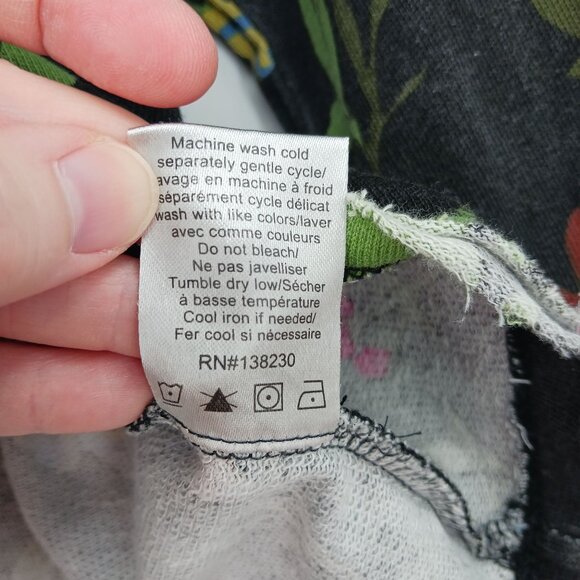 Machine wash cold
separately gentle cycle/
avage en machine à froid
séparément cycle délicat
wash with like colors/laver
avec comme couleurs
Do not bleach/
Ne pas javelliser
Tumble dry low/Sécher
à basse température
Cool iron if needed/
Fer cool si nécessaire
RN#138230